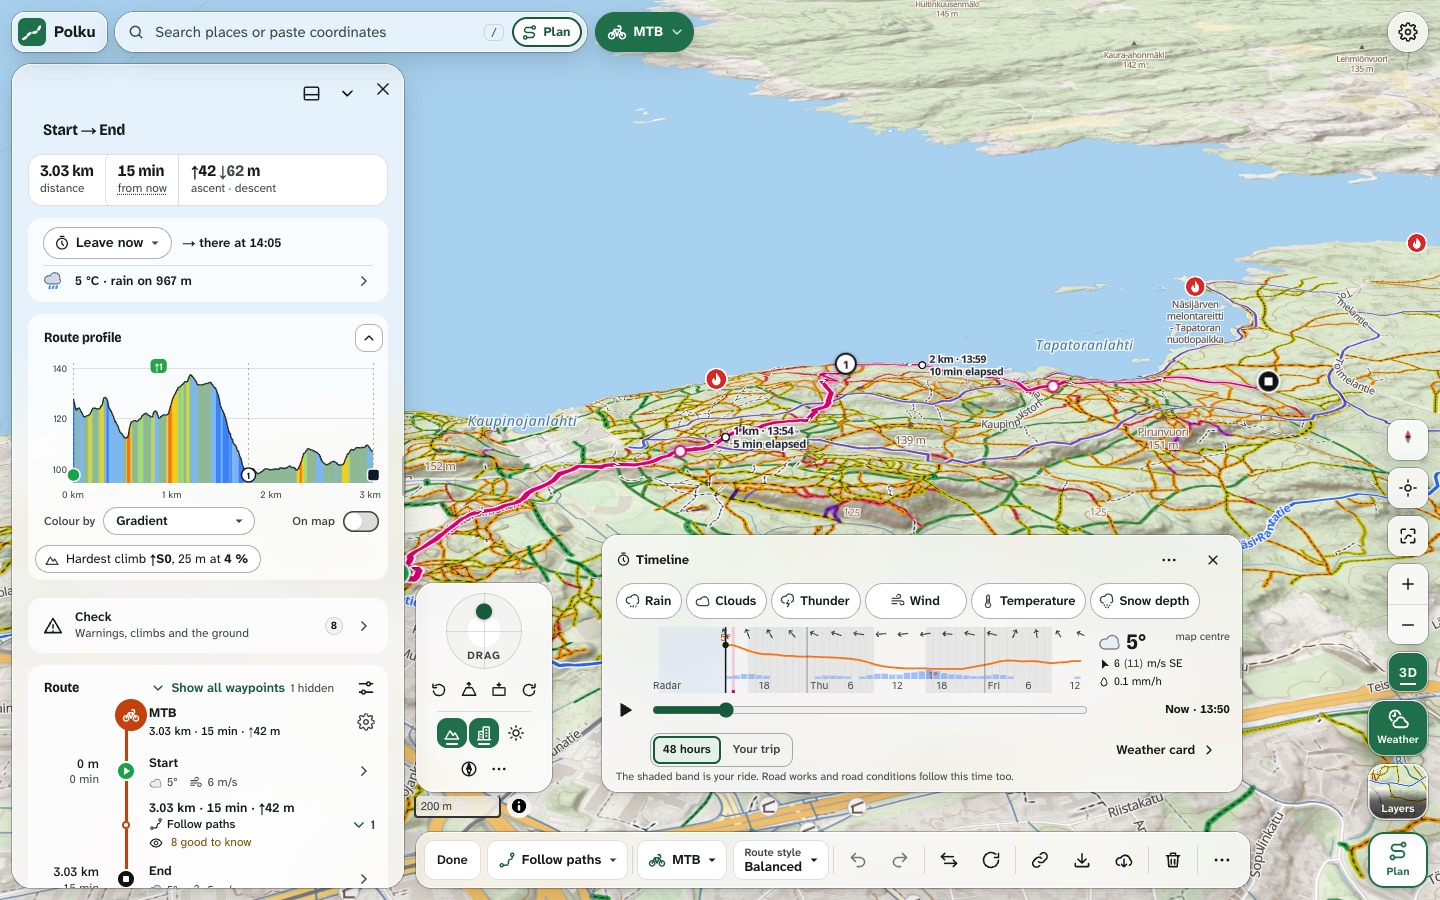 Polku
Search places or paste coordinates
/
Plan
MTB
Huitinkuusenmäki
145 m
Kaura-ahonmäki
142 m
Lehmilönvuori
135 m
Start → End
3.03 km
distance
15 min
from now
↑42 ↓62 m
ascent · descent
Leave now
→ there at 14:05
5 °C · rain on 967 m
Route profile
↑1
140
120
100
1
0 km
1 km
2 km
3 km
Colour by
Gradient
On map
Hardest climb ↑S0, 25 m at 4 %
Check
Warnings, climbs and the ground
8
Route
Show all waypoints
1 hidden
MTB
3.03 km · 15 min · ↑42 m
0 m
0 min
Start
5°
6 m/s
3.03 km · 15 min · ↑42 m
Follow paths
1
8 good to know
3.03 km
End
Näsijärven
melontareitti
- Tapatoran
nuotiopaikka
Tapatoranlahti
Kaupinojanlahti
1
2 km · 13:59
10 min elapsed
1 km · 13:54
5 min elapsed
139 m
152 m
Pirunvuori
151 m
125
125
DRAG
200 m
Timeline
Rain
Clouds
Thunder
Wind
Temperature
Snow depth
Radar
18
Thu
6
12
18
Fri
6
12
5°
map centre
6 (11) m/s SE
0.1 mm/h
Now · 13:50
48 hours
Your trip
Weather card
The shaded band is your ride. Road works and road conditions follow this time too.
Riistakatu
Sopulinkatu
3D
Weather
Layers
Plan
Done
Follow paths
MTB
Route style
Balanced